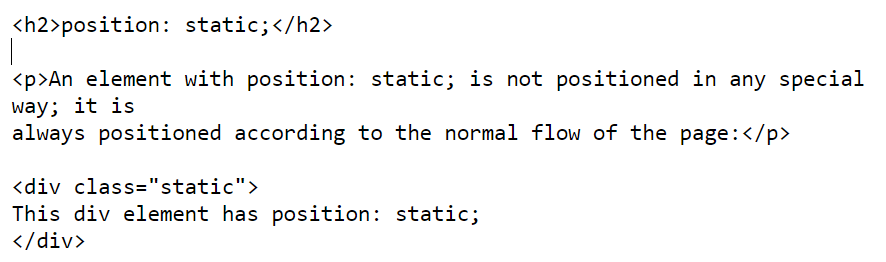 <h2>position: static;</h2>
<p>An element with position: static; is not positioned in any special
way; it is
always positioned according to the normal flow of the page:</p>
<div class="static">
This div element has position: static;
</div>